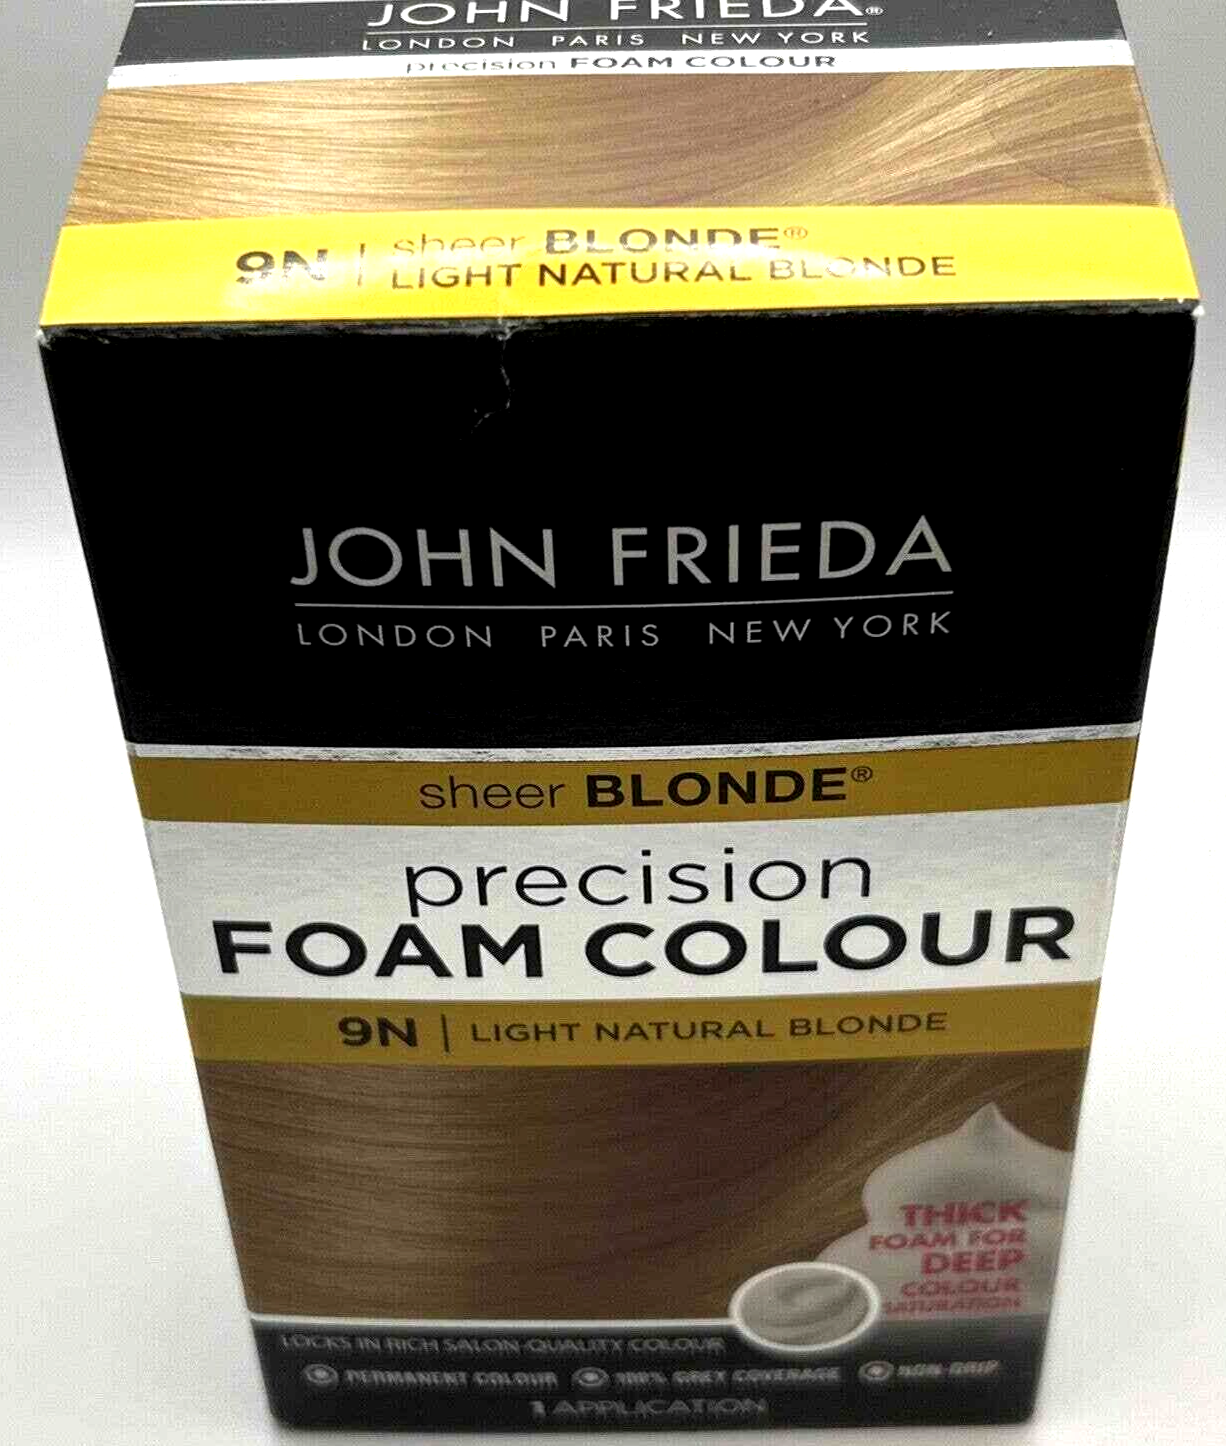 JOHN FRIEDA®
LONDON PARIS NEW YORK
precision FOAM COLOUR
9N | sheer BLONDE®
LIGHT NATURAL BLONDE
JOHN FRIEDA
LONDON PARIS NEW YORK
sheer BLONDE®
precision
FOAM COLOUR
9N | LIGHT NATURAL BLONDE
THICK
FOAM FOR
DEEP
COLOUR
SATURATION
LOCKS IN RICH SALON-QUALITY COLOUR
PERMANENT COLOUR 100% GREY COVERAGE NON-DRIP
1 APPLICATION